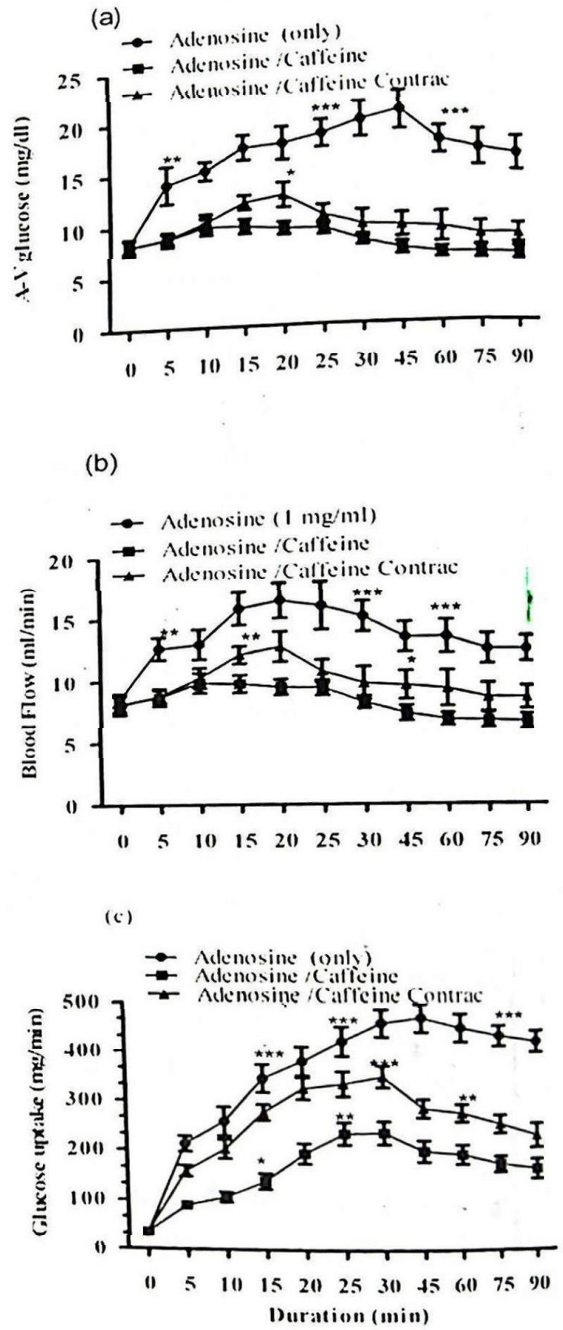 (a)
Adenosine (only)
Adenosine /Caffeine
Adenosine /Caffeine Contrac
A-V glucose (mg/dl)
25
20
15
10
5
0
** *** *** *
0 5 10 15 20 25 30 45 60 75 90
(b)
Adenosine (1 mg/ml)
Adenosine /Caffeine
Adenosine /Caffeine Contrac
Blood Flow (ml/min)
20
15
10
5
0
** ** *** * ***
0 5 10 15 20 25 30 45 60 75 90
(c)
Adenosine (only)
Adenosine /Caffeine
Adenosine /Caffeine Contrac
Glucose uptake (mg/min)
500
400
300
200
100
0
*** *** *** *** ** ** *
0 5 10 15 20 25 30 45 60 75 90
Duration (min)